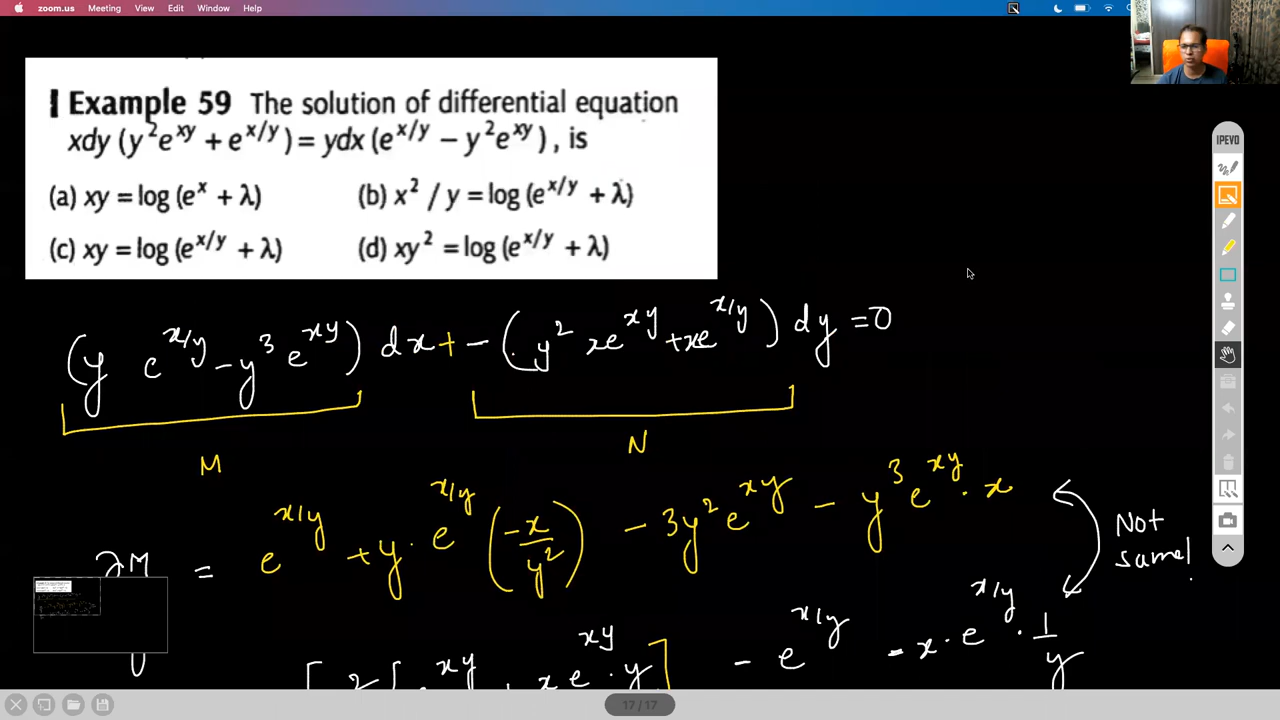 zoom.us Meeting View Edit Window Help
Example 59 The solution of differential equation
xdy (y²e^{xy} + e^{x/y}) = ydx (e^{x/y} − y²e^{xy}), is
(a) xy = log (e^x + λ) (b) x² / y = log (e^{x/y} + λ)
(c) xy = log (e^{x/y} + λ) (d) xy² = log (e^{x/y} + λ)
IPEVO
(y e^{x/y} − y³ e^{xy}) dx + − (y² xe^{xy} + xe^{x/y}) dy = 0
M N
∂M = e^{x/y} + y · e^{x/y} (−x/y²) − 3y² e^{xy} − y³ e^{xy} · x
Not
same!
− e^{x/y} − x · e^{x/y} · 1/y
17 / 17